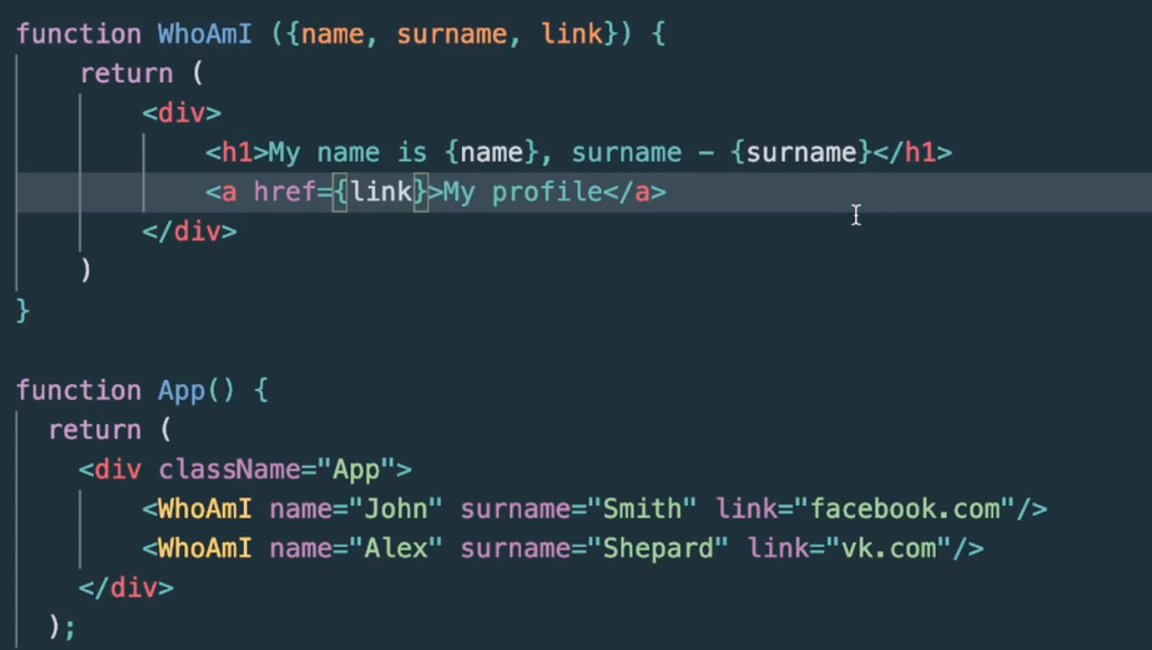 function WhoAmI ({name, surname, link}) {
    return (
        <div>
            <h1>My name is {name}, surname - {surname}</h1>
            <a href={link}>My profile</a>
        </div>
    )
}
function App() {
  return (
    <div className="App">
        <WhoAmI name="John" surname="Smith" link="facebook.com"/>
        <WhoAmI name="Alex" surname="Shepard" link="vk.com"/>
    </div>
  );